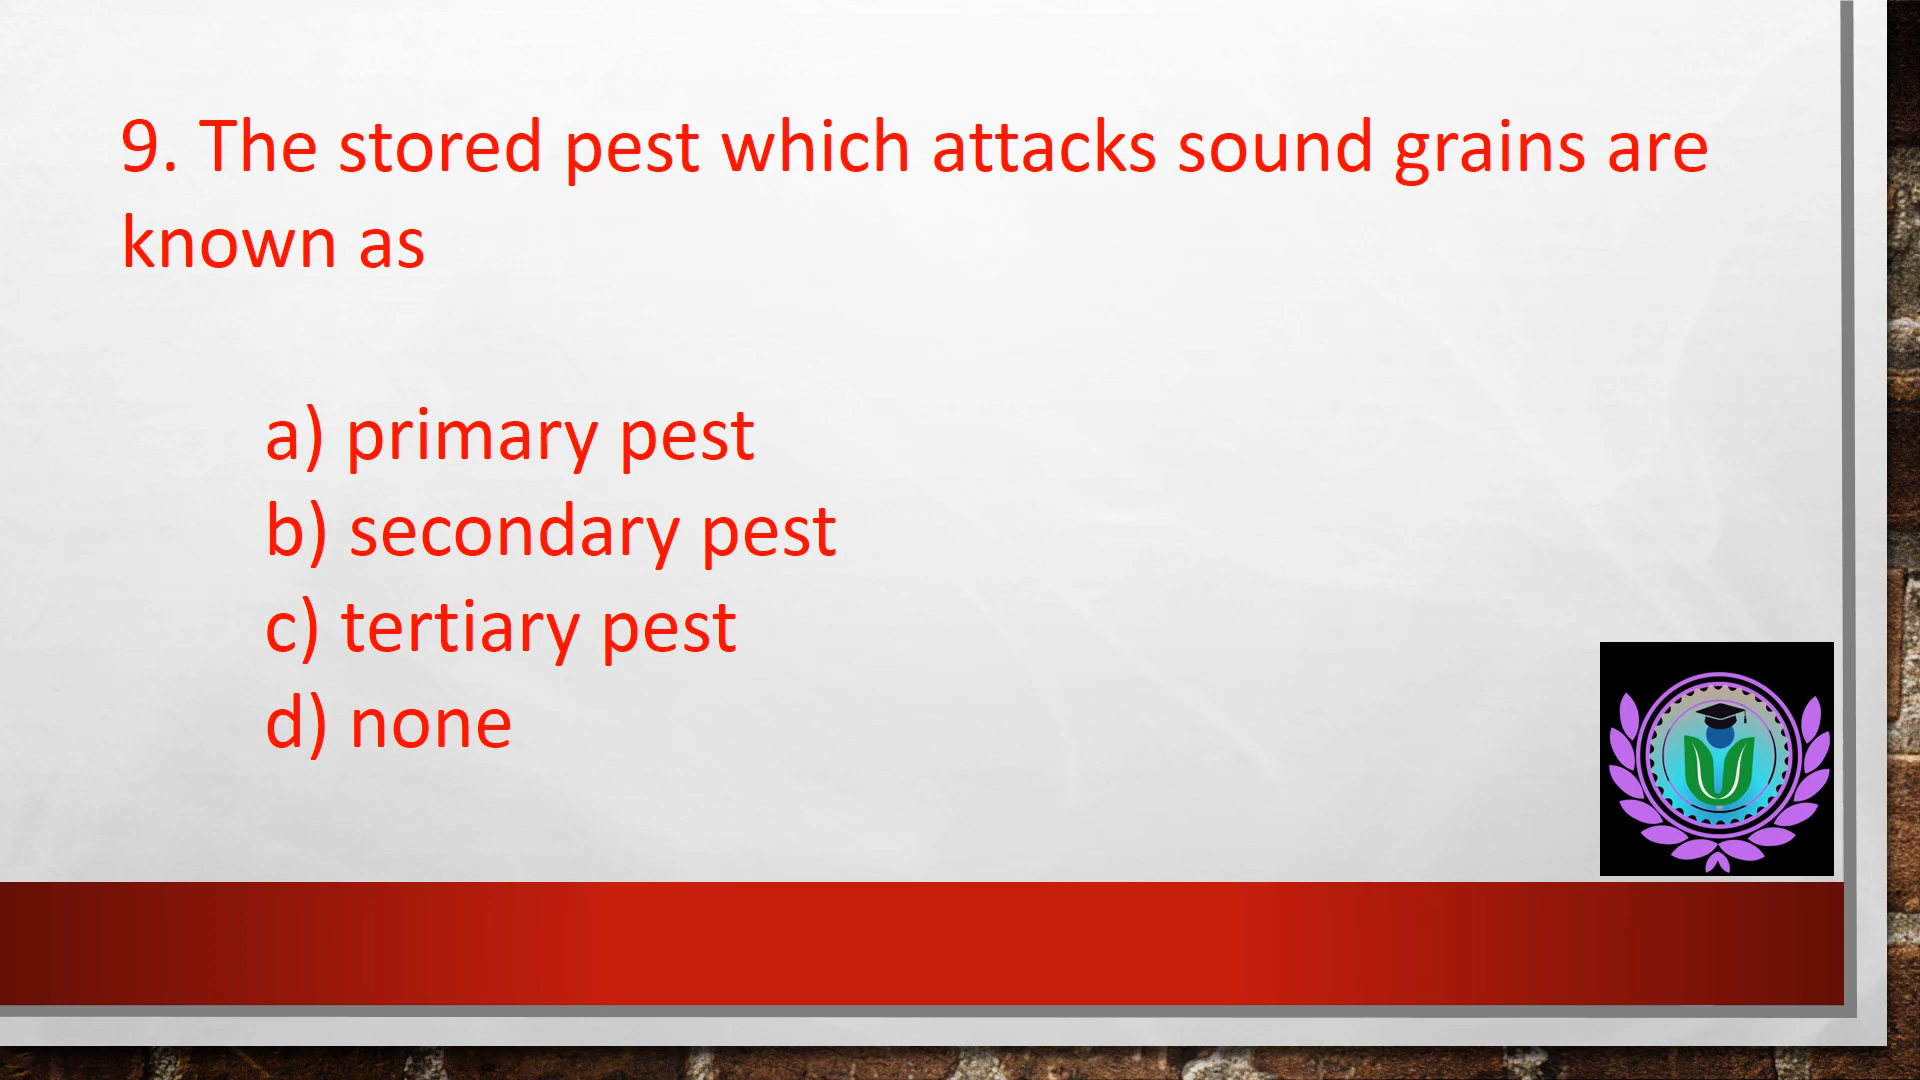 9. The stored pest which attacks sound grains are
known as
a) primary pest
b) secondary pest
c) tertiary pest
d) none